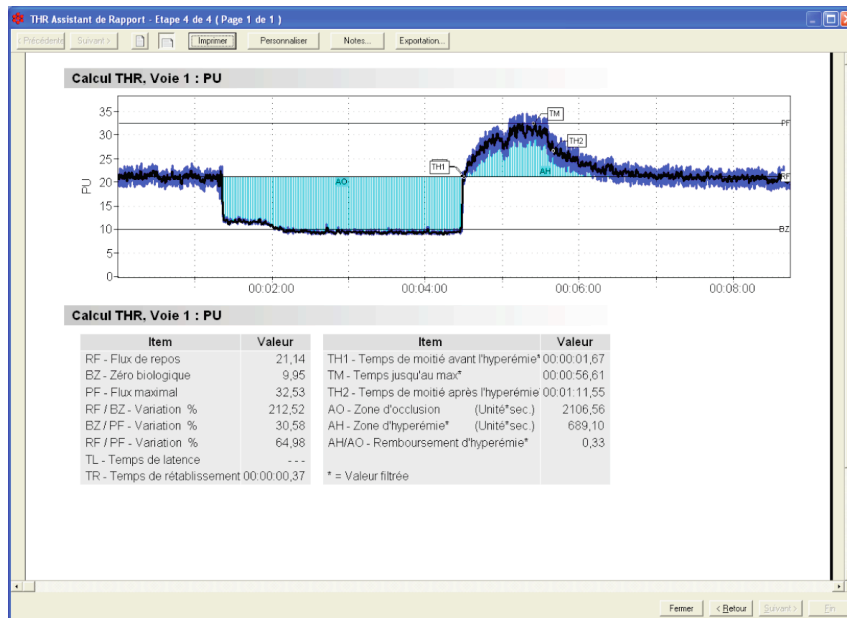 THR Assistant de Rapport - Etape 4 de 4 ( Page 1 de 1 )
< Précédente Suivant > Imprimer Personnaliser Notes... Exportation...
Calcul THR, Voie 1 : PU
35
30
25
20
15
10
5
0
PU
TM
PF
TH2
TH1
AH
AO
RF
BZ
00:02:00 00:04:00 00:06:00 00:08:00
Calcul THR, Voie 1 : PU
Item Valeur
RF - Flux de repos 21,14
BZ - Zéro biologique 9,95
PF - Flux maximal 32,53
RF / BZ - Variation % 212,52
BZ / PF - Variation % 30,58
RF / PF - Variation % 64,98
TL - Temps de latence - - -
TR - Temps de rétablissement 00:00:00,37
Item Valeur
TH1 - Temps de moitié avant l'hyperémie* 00:00:01,67
TM - Temps jusqu'au max* 00:00:56,61
TH2 - Temps de moitié après l'hyperémie 00:01:11,55
AO - Zone d'occlusion (Unité*sec.) 2106,56
AH - Zone d'hyperémie* (Unité*sec.) 689,10
AH/AO - Remboursement d'hyperémie* 0,33
* = Valeur filtrée
Fermer < Retour Suivant > Fin